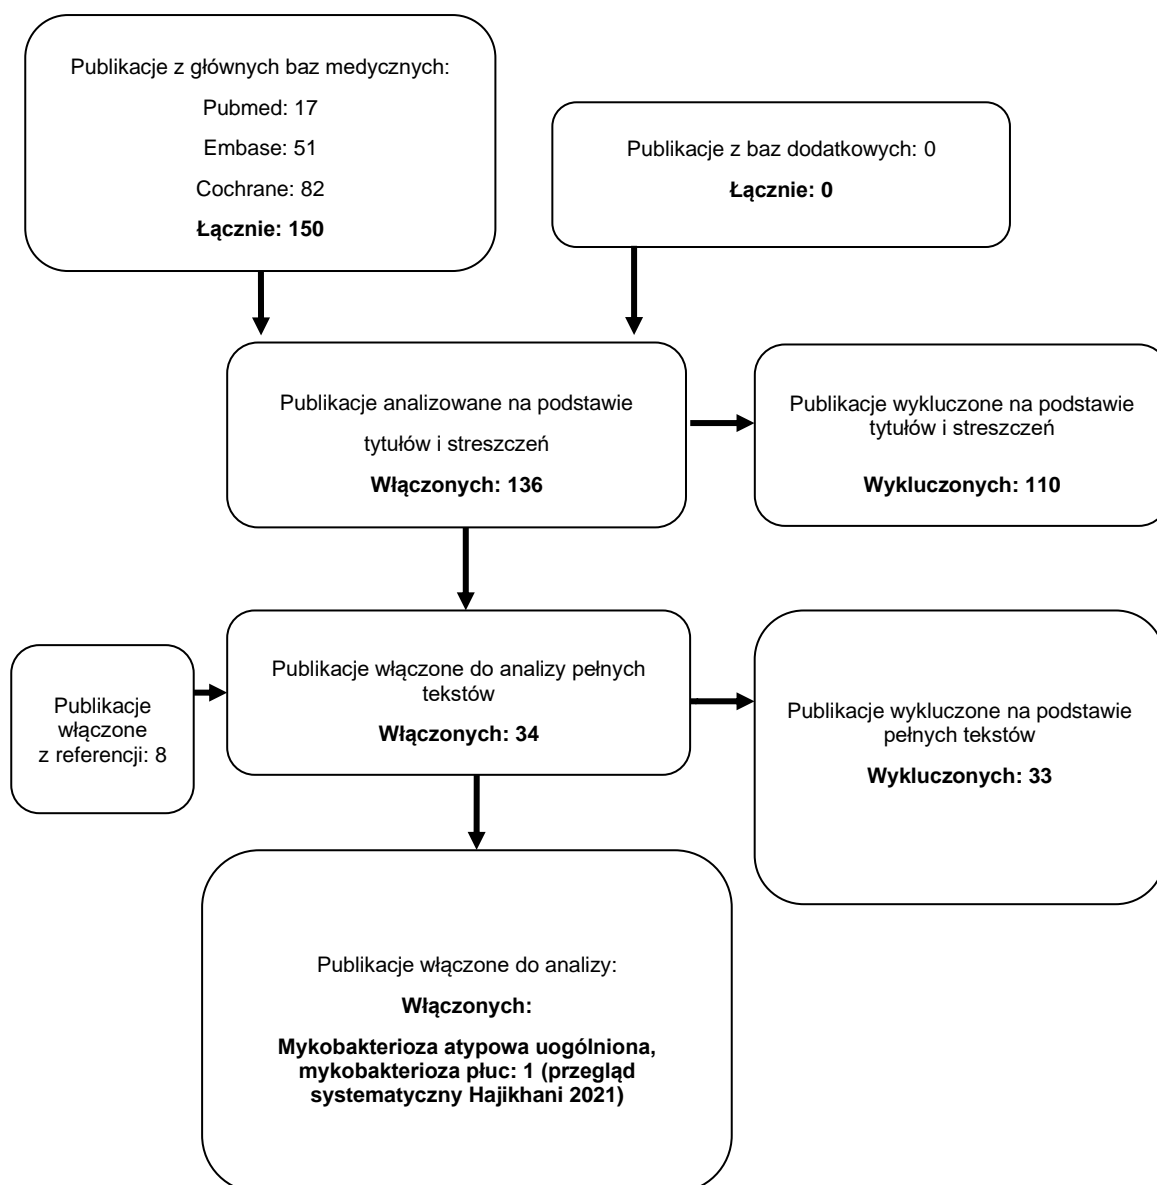 Publikacje z głównych baz medycznych:
Pubmed: 17
Embase: 51
Cochrane: 82
Łącznie: 150
Publikacje z baz dodatkowych: 0
Łącznie: 0
Publikacje analizowane na podstawie
tytułów i streszczeń
Włączonych: 136
Publikacje wykluczone na podstawie
tytułów i streszczeń
Wykluczonych: 110
Publikacje
włączone
z referencji: 8
Publikacje włączone do analizy pełnych
tekstów
Włączonych: 34
Publikacje wykluczone na podstawie
pełnych tekstów
Wykluczonych: 33
Publikacje włączone do analizy:
Włączonych:
Mykobakterioza atypowa uogólniona,
mykobakterioza płuc: 1 (przegląd
systematyczny Hajikhani 2021)